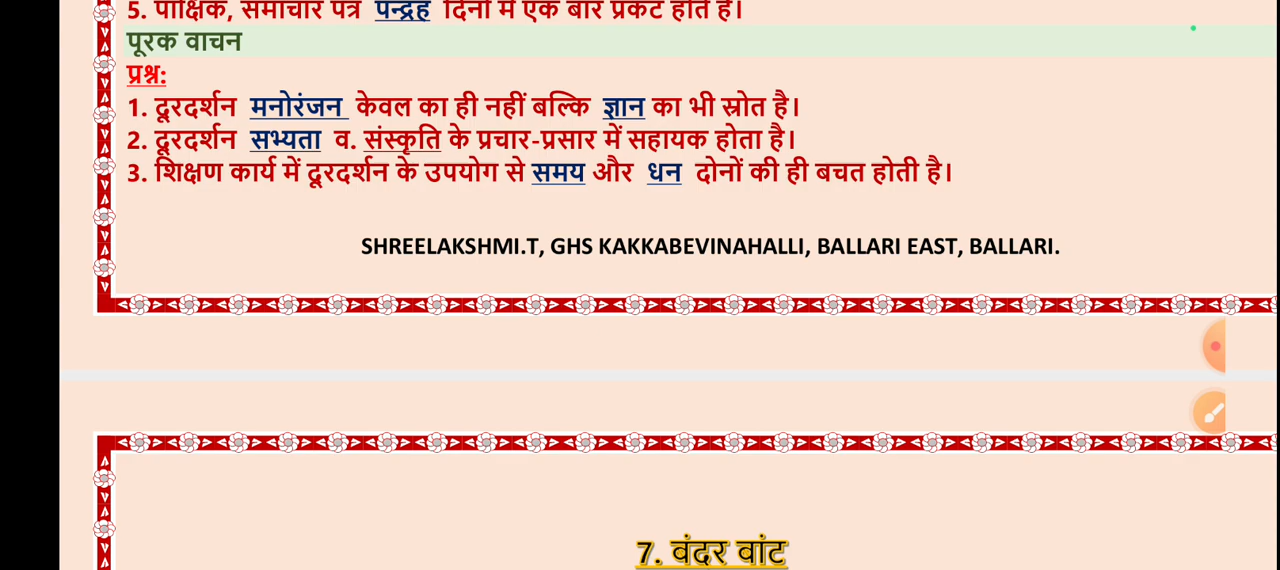 5. पाक्षिक, समाचार पत्र पन्द्रह दिनों में एक बार प्रकट होते हैं।
पूरक वाचन
प्रश्न:
1. दूरदर्शन मनोरंजन केवल का ही नहीं बल्कि ज्ञान का भी स्रोत है।
2. दूरदर्शन सभ्यता व. संस्कृति के प्रचार-प्रसार में सहायक होता है।
3. शिक्षण कार्य में दूरदर्शन के उपयोग से समय और धन दोनों की ही बचत होती है।
SHREELAKSHMI.T, GHS KAKKABEVINAHALLI, BALLARI EAST, BALLARI.
7. वंदर वांट